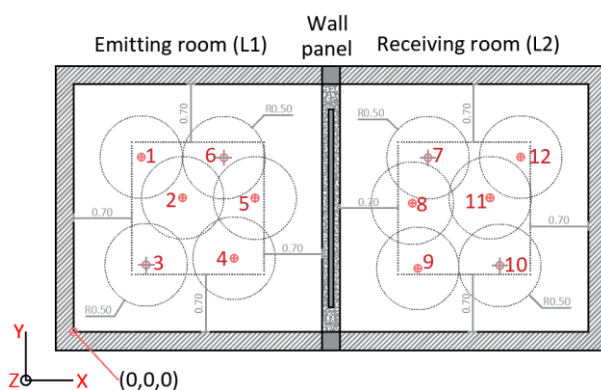 Emitting room (L1)
Wall
panel
Receiving room (L2)
R0.50
0.70
R0.50
0.70
1
6
7
12
2
5
8
11
0.70
0.70
0.70
0.70
3
4
9
10
R0.50
0.70
0.70
R0.50
Y
Z
X
(0,0,0)